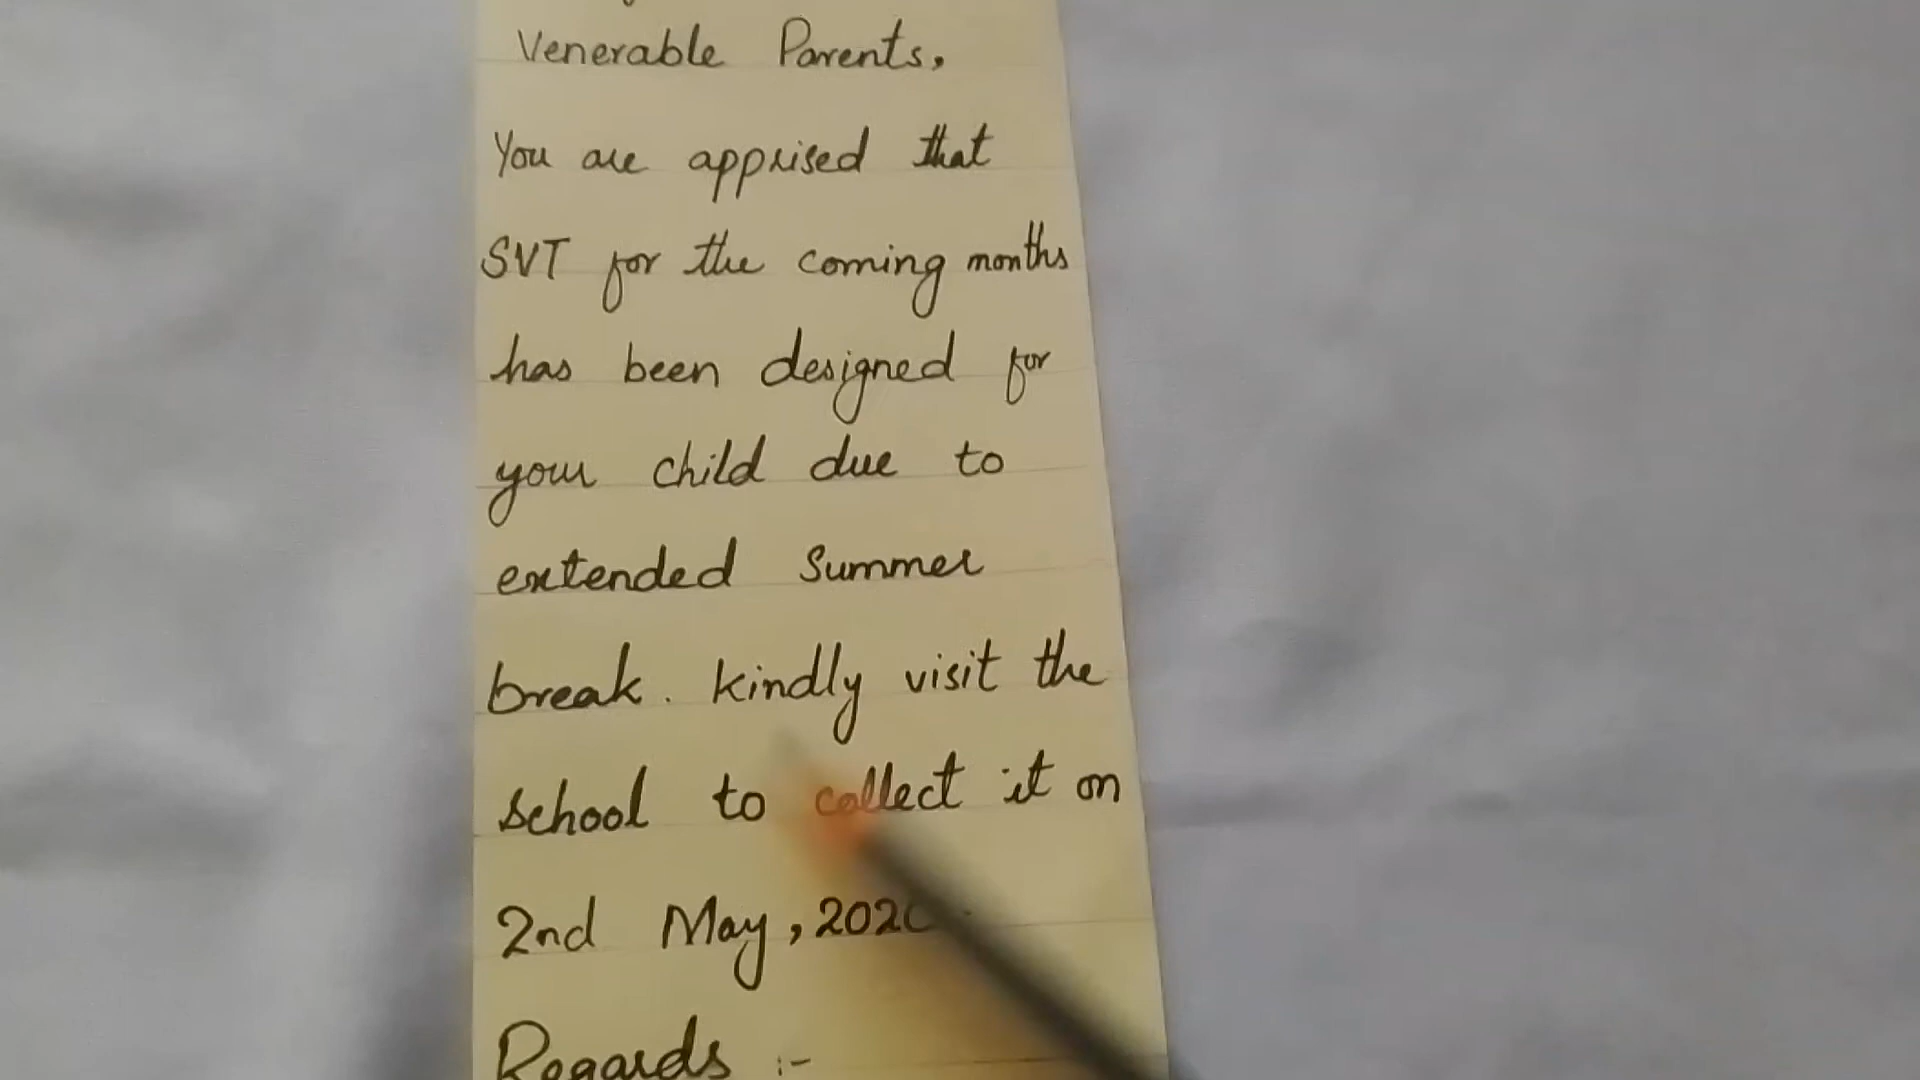 Venerable Parents,
You are apprised that
SVT for the coming months
has been designed for
your child due to
extended Summer
break. Kindly visit the
school to collect it on
2nd May, 2020
Regards :-